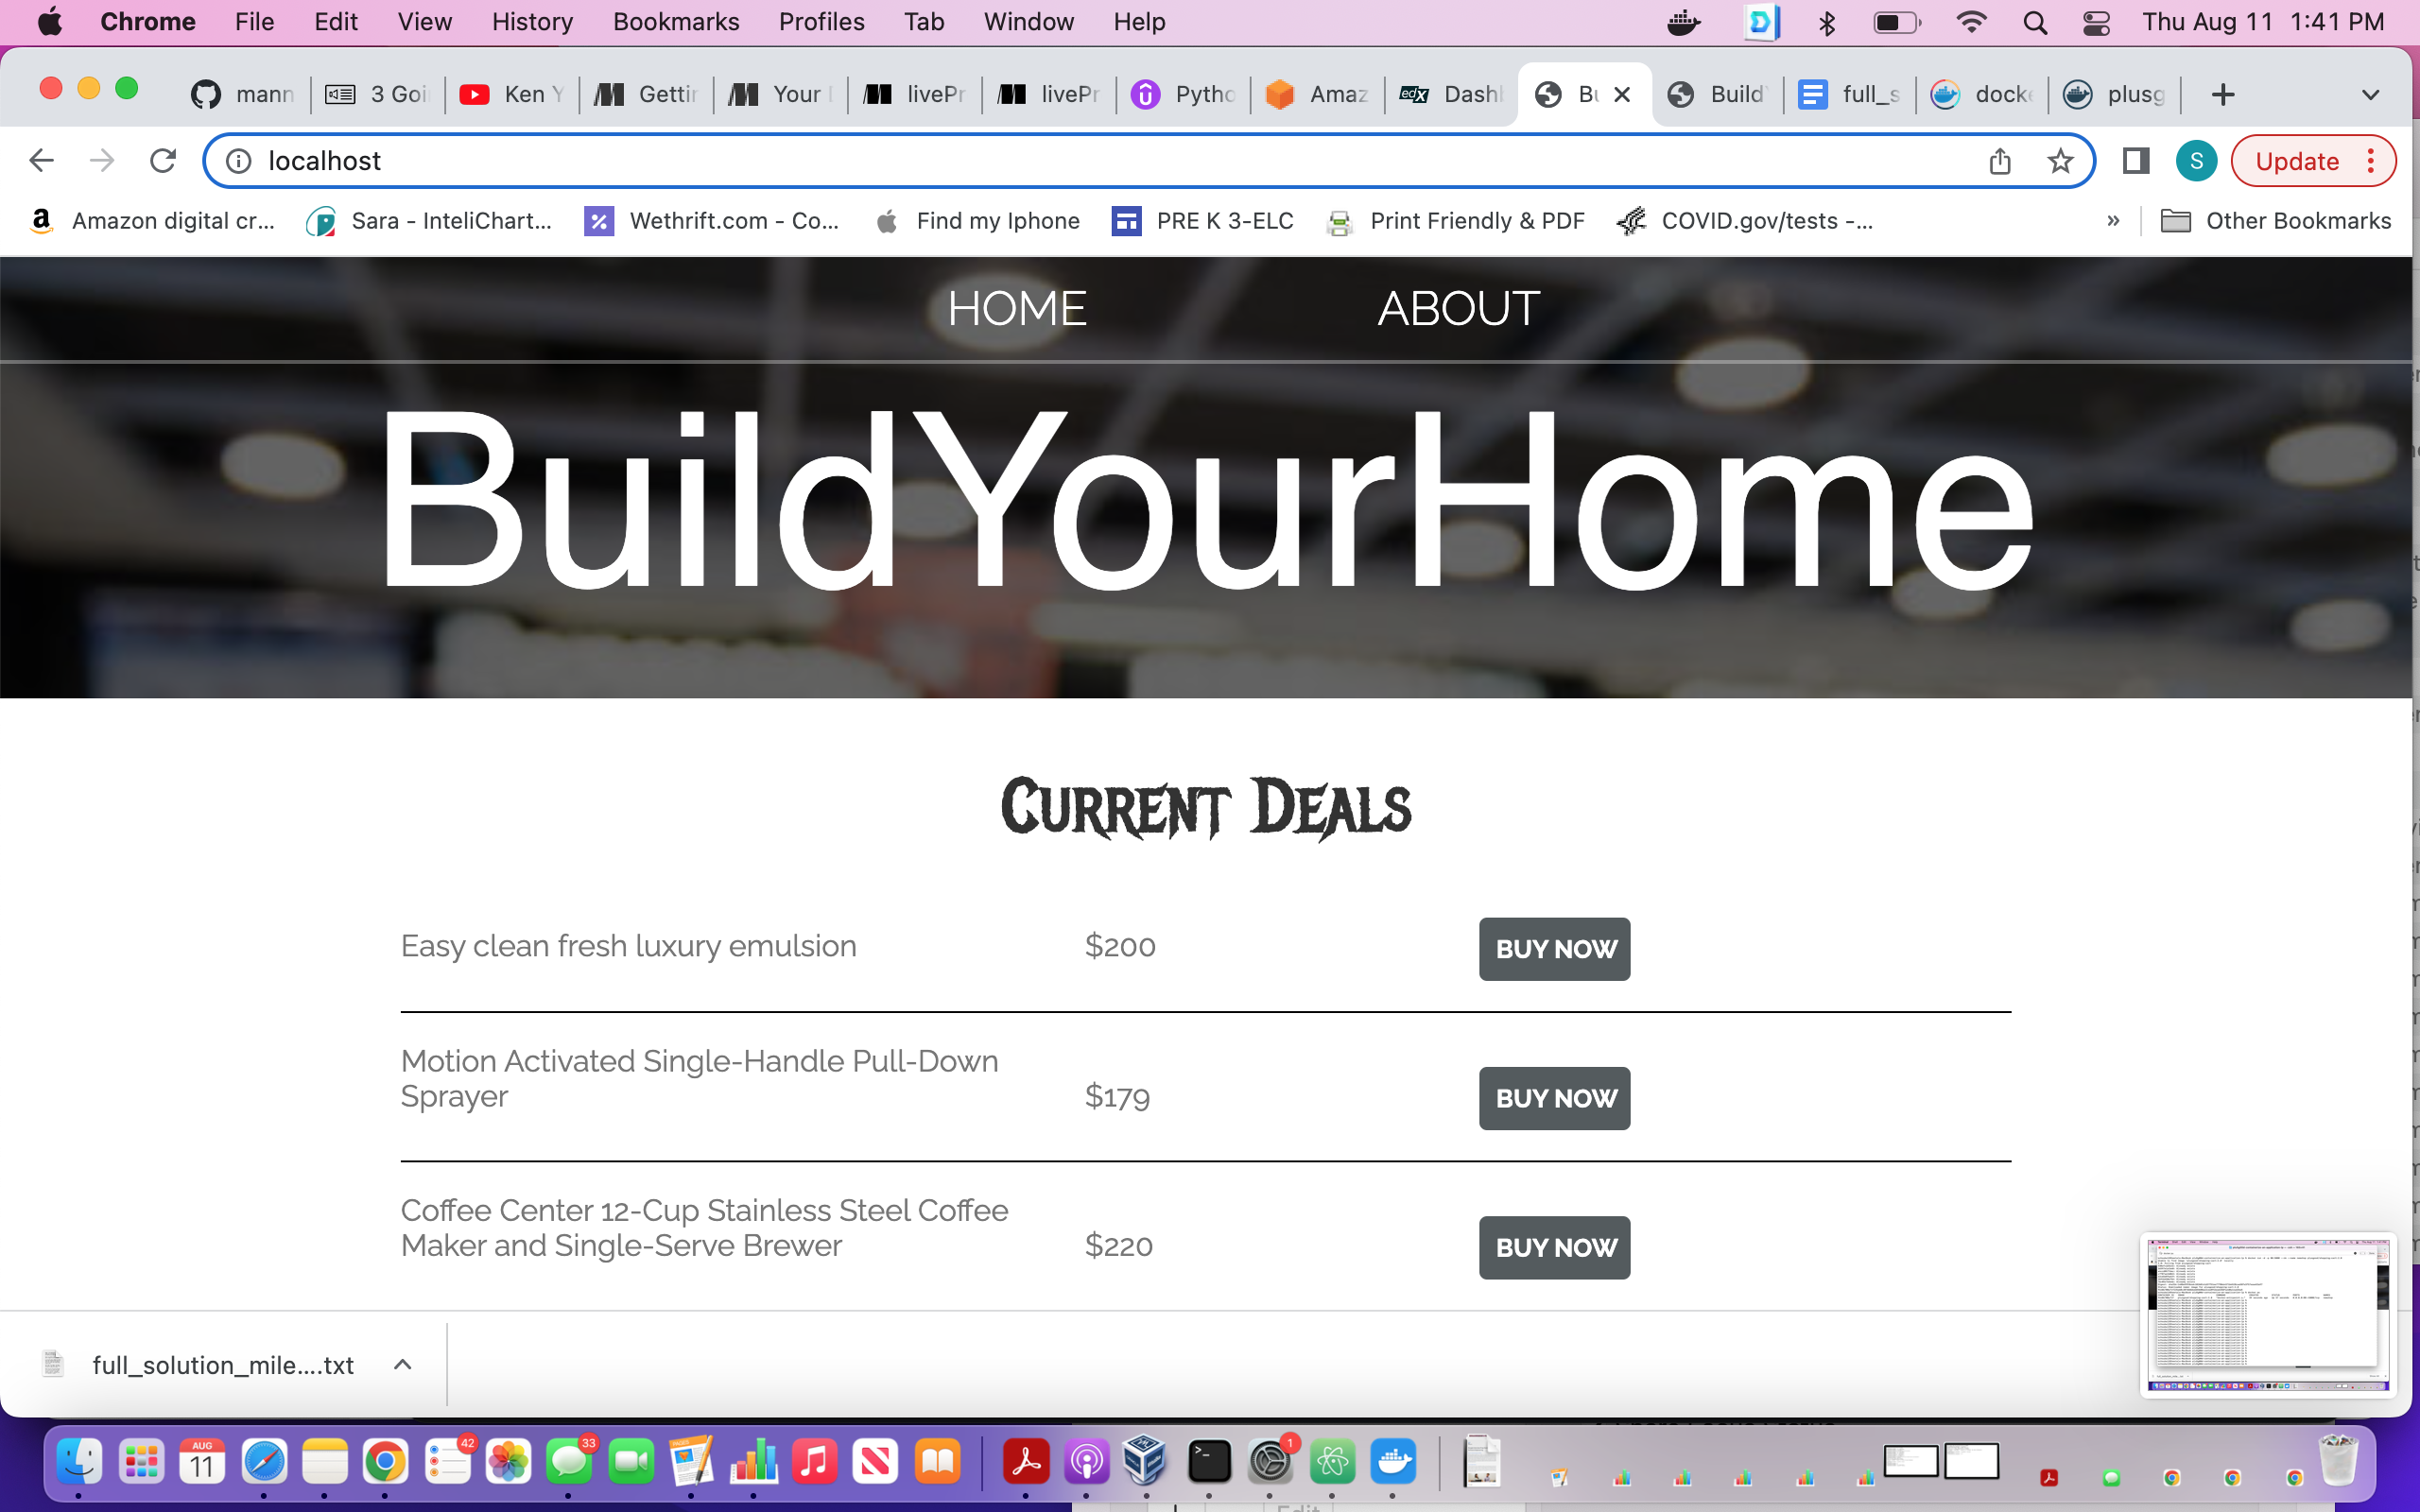 Chrome File Edit View History Bookmarks Profiles Tab Window Help Thu Aug 11 1:41 PM
mann 3 Goi Ken Y Gettin Your livePr livePr Pytho Amaz Dash Bu Build full_s docke plusg
localhost S Update
Amazon digital cr... Sara - InteliChart... Wethrift.com - Co... Find my Iphone PRE K 3-ELC Print Friendly & PDF COVID.gov/tests -... » Other Bookmarks
HOME ABOUT
BuildYourHome
Current Deals
Easy clean fresh luxury emulsion $200 BUY NOW
Motion Activated Single-Handle Pull-Down
Sprayer $179 BUY NOW
Coffee Center 12-Cup Stainless Steel Coffee
Maker and Single-Serve Brewer $220 BUY NOW
full_solution_mile....txt
AUG 11 42 33 1